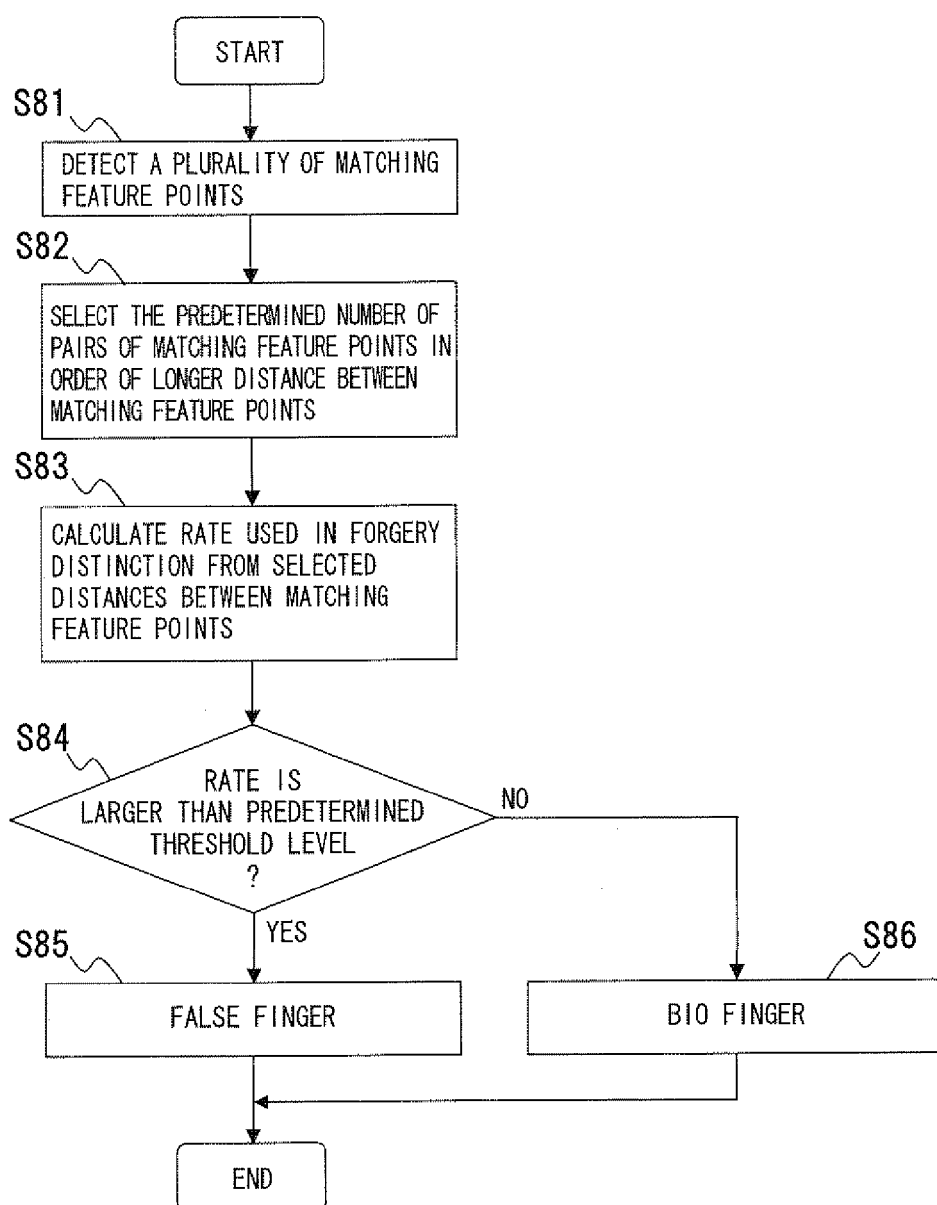 START
S81
DETECT A PLURALITY OF MATCHING
FEATURE POINTS
S82
SELECT THE PREDETERMINED NUMBER OF
PAIRS OF MATCHING FEATURE POINTS IN
ORDER OF LONGER DISTANCE BETWEEN
MATCHING FEATURE POINTS
S83
CALCULATE RATE USED IN FORGERY
DISTINCTION FROM SELECTED
DISTANCES BETWEEN MATCHING
FEATURE POINTS
S84
RATE IS
LARGER THAN PREDETERMINED
THRESHOLD LEVEL
?
NO
YES
S85
FALSE FINGER
S86
BIO FINGER
END